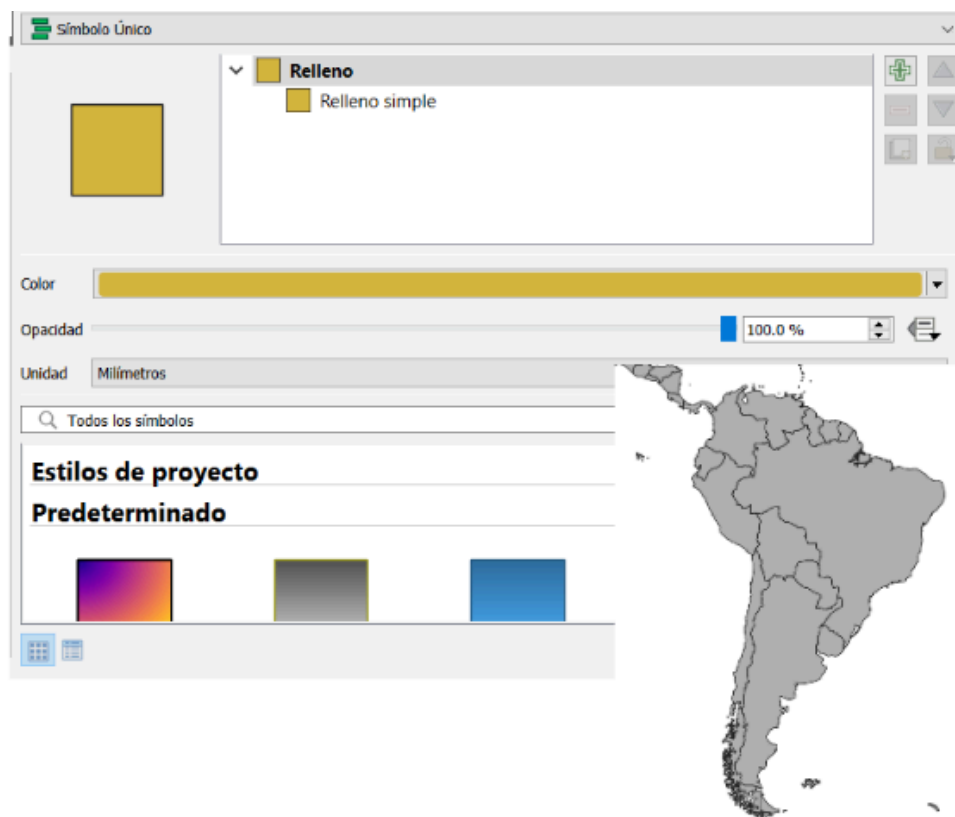 Símbolo Único
Relleno
Relleno simple
Color
Opacidad
100.0 %
Unidad
Milímetros
Todos los símbolos
Estilos de proyecto
Predeterminado